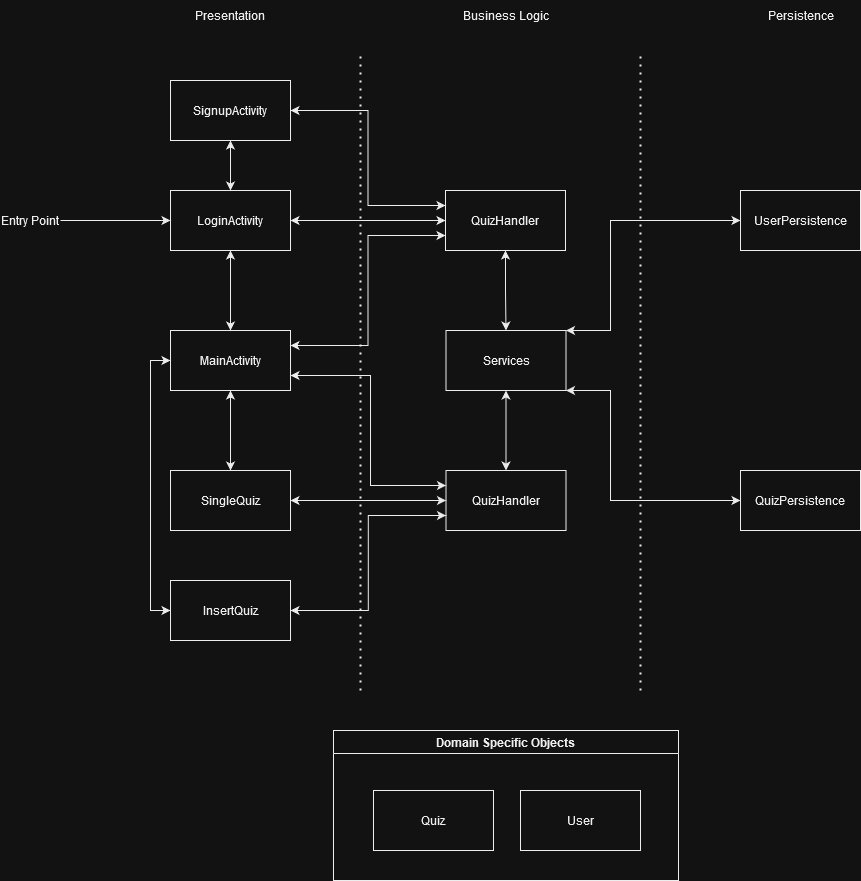 Presentation
Business Logic
Persistence
SignupActivity
Entry Point
LoginActivity
QuizHandler
UserPersistence
MainActivity
Services
SingleQuiz
QuizHandler
QuizPersistence
InsertQuiz
Domain Specific Objects
Quiz
User